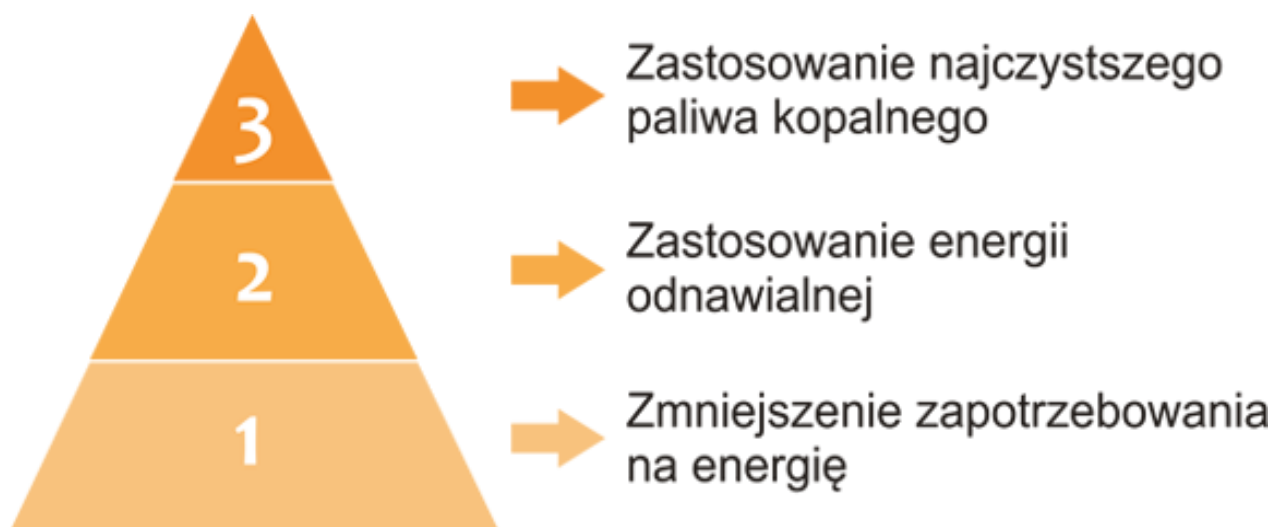 3
Zastosowanie najczystszego
paliwa kopalnego
2
Zastosowanie energii
odnawialnej
1
Zmniejszenie zapotrzebowania
na energię